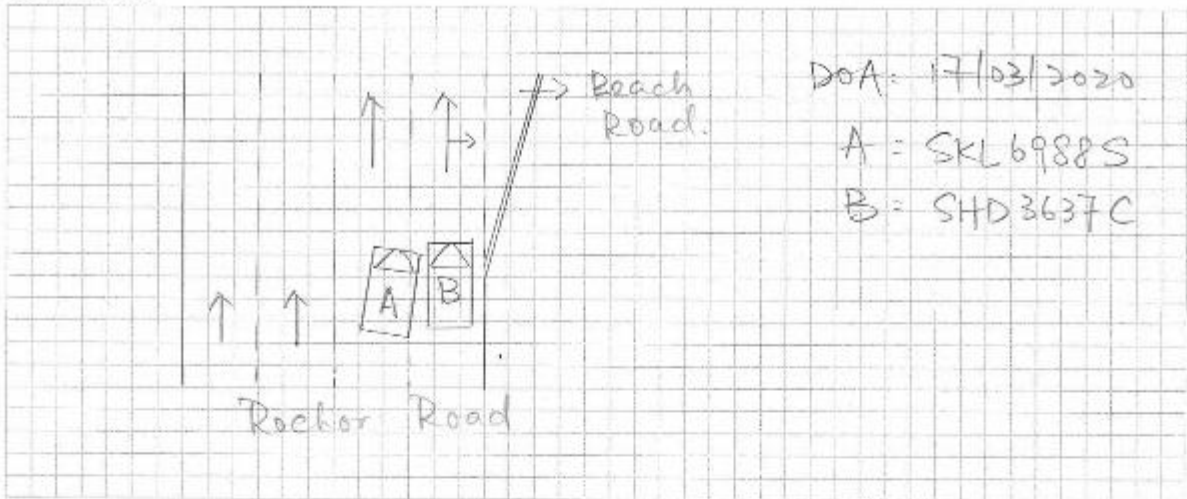 Beach
Road.
DOA: 17/03/2020
A = SKL6988S
B = SHD3637C
A
B
Rochor Road